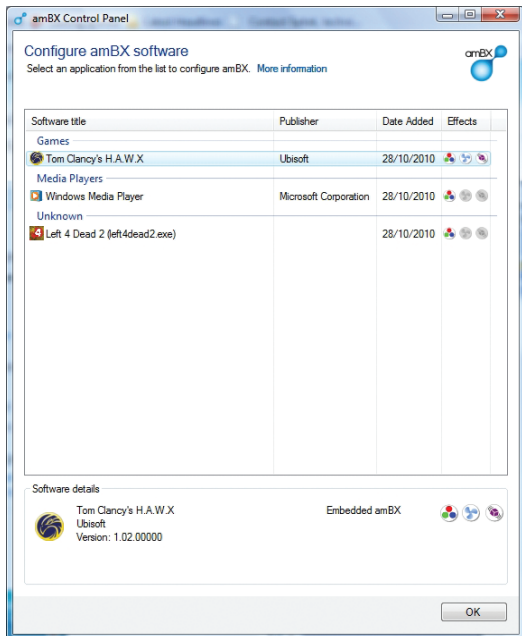 amBX Control Panel
Configure amBX software
Select an application from the list to configure amBX. More information
amBX
Software title Publisher Date Added Effects
Games
Tom Clancy's H.A.W.X Ubisoft 28/10/2010
Media Players
Windows Media Player Microsoft Corporation 28/10/2010
Unknown
Left 4 Dead 2 (left4dead2.exe) 28/10/2010
Software details
Tom Clancy's H.A.W.X Embedded amBX
Ubisoft
Version: 1.02.00000
OK